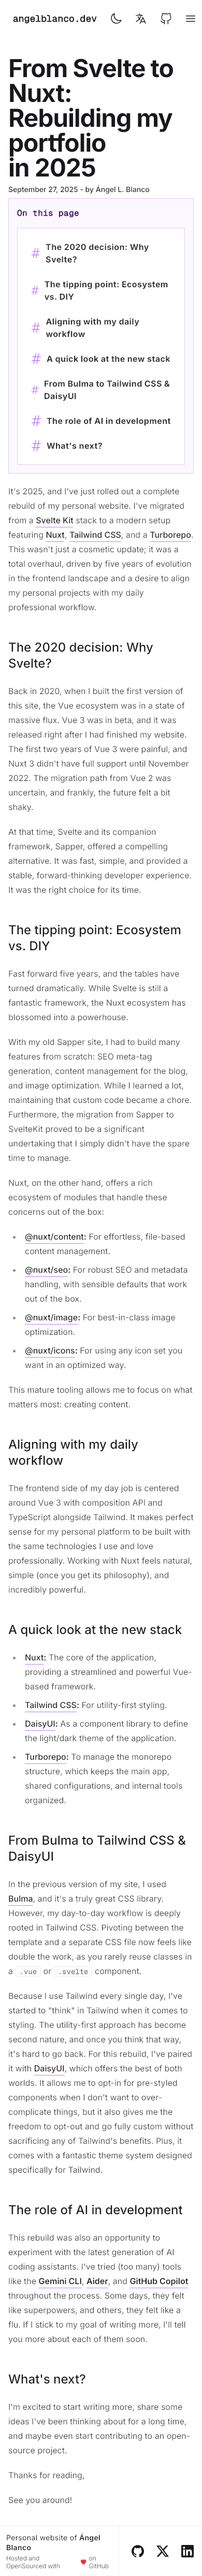 angelblanco.dev
From Svelte to
Nuxt:
Rebuilding my
portfolio
in 2025
September 27, 2025 - by Ángel L. Blanco
On this page
The 2020 decision: Why
Svelte?
The tipping point: Ecosystem
vs. DIY
Aligning with my daily
workflow
A quick look at the new stack
From Bulma to Tailwind CSS &
DaisyUI
The role of AI in development
What's next?
It's 2025, and I've just rolled out a complete
rebuild of my personal website. I've migrated
from a Svelte Kit stack to a modern setup
featuring Nuxt, Tailwind CSS, and a Turborepo.
This wasn't just a cosmetic update; it was a
total overhaul, driven by five years of evolution
in the frontend landscape and a desire to align
my personal projects with my daily
professional workflow.
The 2020 decision: Why
Svelte?
Back in 2020, when I built the first version of
this site, the Vue ecosystem was in a state of
massive flux. Vue 3 was in beta, and it was
released right after I had finished my website.
The first two years of Vue 3 were painful, and
Nuxt 3 didn't have full support until November
2022. The migration path from Vue 2 was
uncertain, and frankly, the future felt a bit
shaky.
At that time, Svelte and its companion
framework, Sapper, offered a compelling
alternative. It was fast, simple, and provided a
stable, forward-thinking developer experience.
It was the right choice for its time.
The tipping point: Ecosystem
vs. DIY
Fast forward five years, and the tables have
turned dramatically. While Svelte is still a
fantastic framework, the Nuxt ecosystem has
blossomed into a powerhouse.
With my old Sapper site, I had to build many
features from scratch: SEO meta-tag
generation, content management for the blog,
and image optimization. While I learned a lot,
maintaining that custom code became a chore.
Furthermore, the migration from Sapper to
SvelteKit proved to be a significant
undertaking that I simply didn't have the spare
time to manage.
Nuxt, on the other hand, offers a rich
ecosystem of modules that handle these
concerns out of the box:
@nuxt/content: For effortless, file-based
content management.
@nuxt/seo: For robust SEO and metadata
handling, with sensible defaults that work
out of the box.
@nuxt/image: For best-in-class image
optimization.
@nuxt/icons: For using any icon set you
want in an optimized way.
This mature tooling allows me to focus on what
matters most: creating content.
Aligning with my daily
workflow
The frontend side of my day job is centered
around Vue 3 with composition API and
TypeScript alongside Tailwind. It makes perfect
sense for my personal platform to be built with
the same technologies I use and love
professionally. Working with Nuxt feels natural,
simple (once you get its philosophy), and
incredibly powerful.
A quick look at the new stack
Nuxt: The core of the application,
providing a streamlined and powerful Vue-
based framework.
Tailwind CSS: For utility-first styling.
DaisyUI: As a component library to define
the light/dark theme of the application.
Turborepo: To manage the monorepo
structure, which keeps the main app,
shared configurations, and internal tools
organized.
From Bulma to Tailwind CSS &
DaisyUI
In the previous version of my site, I used
Bulma, and it's a truly great CSS library.
However, my day-to-day workflow is deeply
rooted in Tailwind CSS. Pivoting between the
template and a separate CSS file now feels like
double the work, as you rarely reuse classes in
a .vue or .svelte component.
Because I use Tailwind every single day, I've
started to "think" in Tailwind when it comes to
styling. The utility-first approach has become
second nature, and once you think that way,
it's hard to go back. For this rebuild, I've paired
it with DaisyUI, which offers the best of both
worlds. It allows me to opt-in for pre-styled
components when I don't want to over-
complicate things, but it also gives me the
freedom to opt-out and go fully custom without
sacrificing any of Tailwind's benefits. Plus, it
comes with a fantastic theme system designed
specifically for Tailwind.
The role of AI in development
This rebuild was also an opportunity to
experiment with the latest generation of AI
coding assistants. I've tried (too many) tools
like the Gemini CLI, Aider, and GitHub Copilot
throughout the process. Some days, they felt
like superpowers, and others, they felt like a
flu. If I stick to my goal of writing more, I'll tell
you more about each of them soon.
What's next?
I'm excited to start writing more, share some
ideas I've been thinking about for a long time,
and maybe even start contributing to an open-
source project.
Thanks for reading,
See you around!
Personal website of Ángel
Blanco
Hosted and
OpenSourced with
on
GitHub